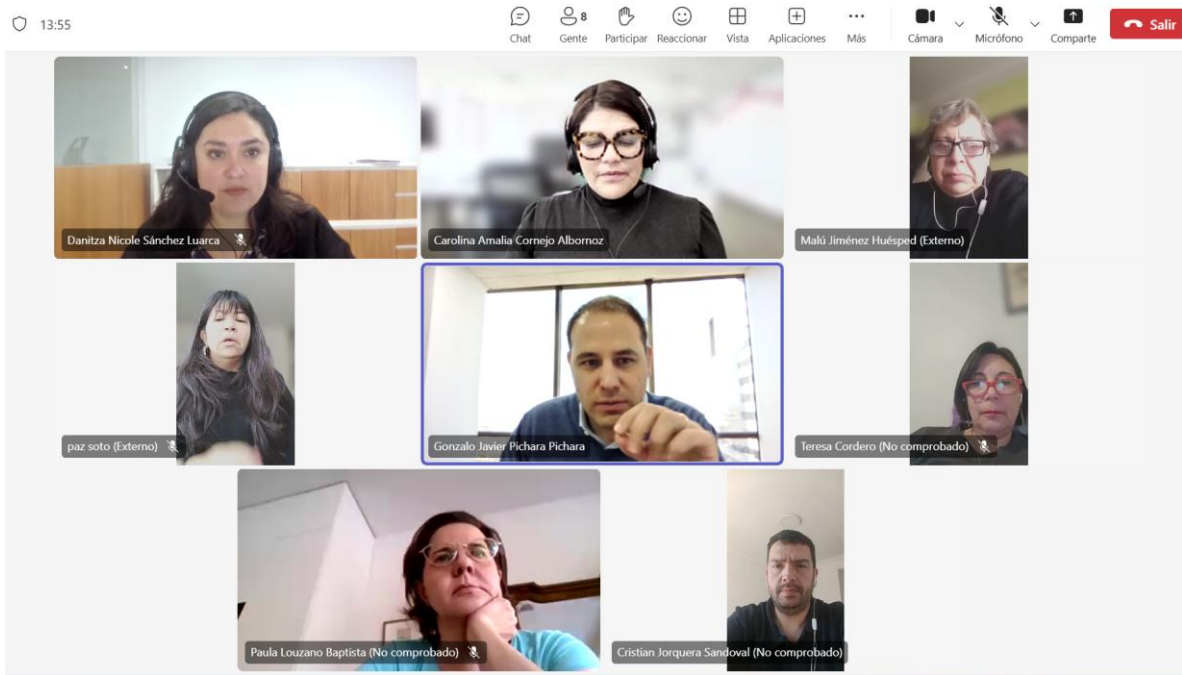 13:55
Chat
8
Gente
Participar
Reaccionar
Vista
Aplicaciones
Más
Cámara
Micrófono
Comparte
Salir
Danitza Nicole Sánchez Luarca
Carolina Amalia Cornejo Albornoz
Malú Jiménez Huésped (Externo)
paz soto (Externo)
Gonzalo Javier Pichara Pichara
Teresa Cordero (No comprobado)
Paula Louzano Baptista (No comprobado)
Cristian Jorquera Sandoval (No comprobado)